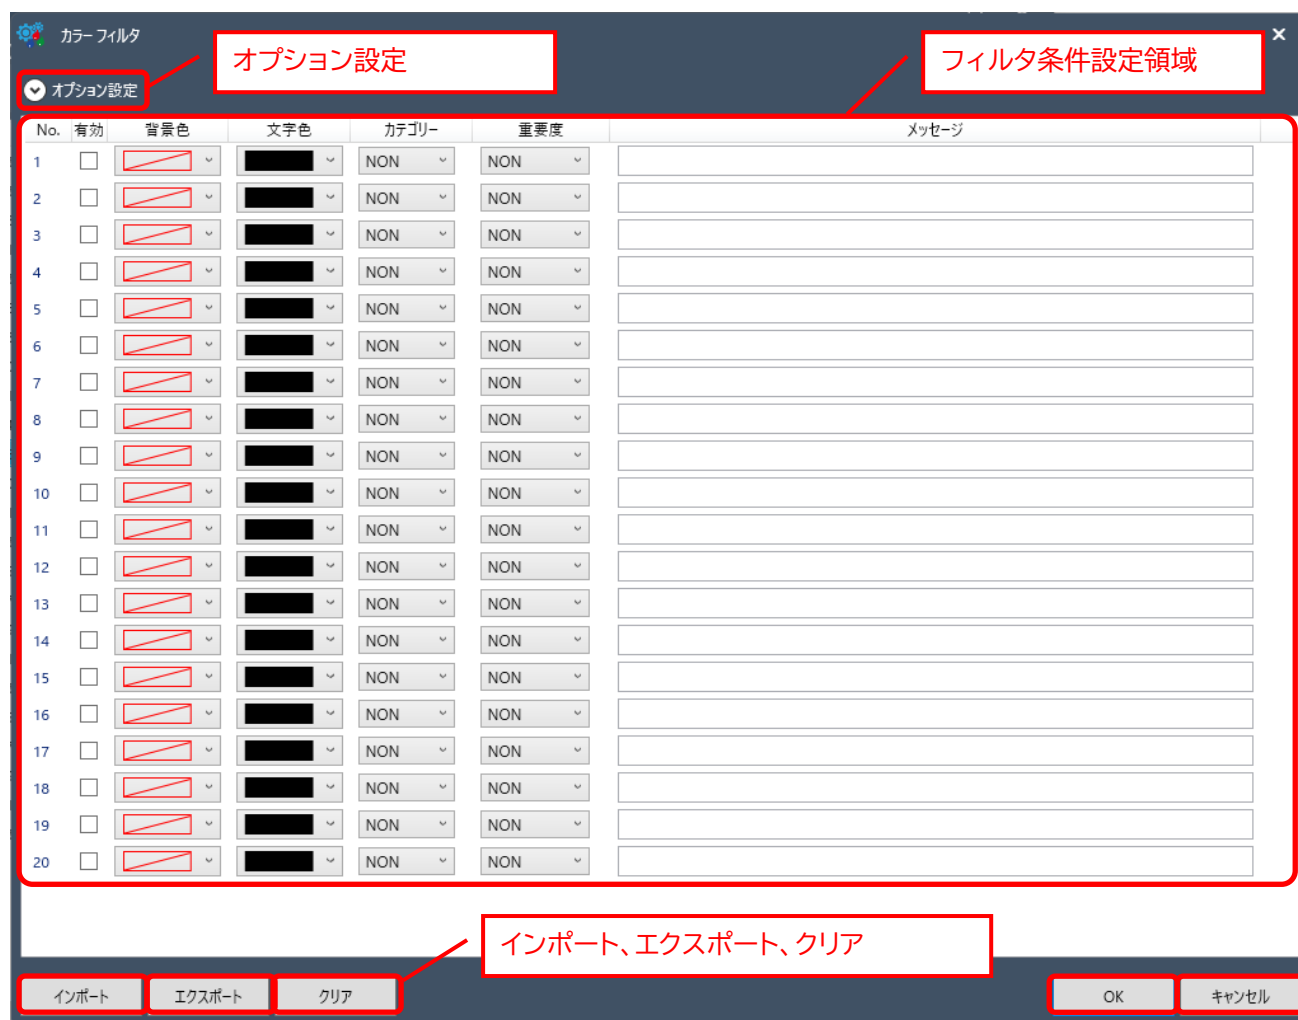 カラー フィルタ
×
オプション設定
フィルタ条件設定領域
オプション設定
No. 有効 背景色 文字色 カテゴリー 重要度 メッセージ
1 NON NON
2 NON NON
3 NON NON
4 NON NON
5 NON NON
6 NON NON
7 NON NON
8 NON NON
9 NON NON
10 NON NON
11 NON NON
12 NON NON
13 NON NON
14 NON NON
15 NON NON
16 NON NON
17 NON NON
18 NON NON
19 NON NON
20 NON NON
インポート、エクスポート、クリア
インポート エクスポート クリア OK キャンセル